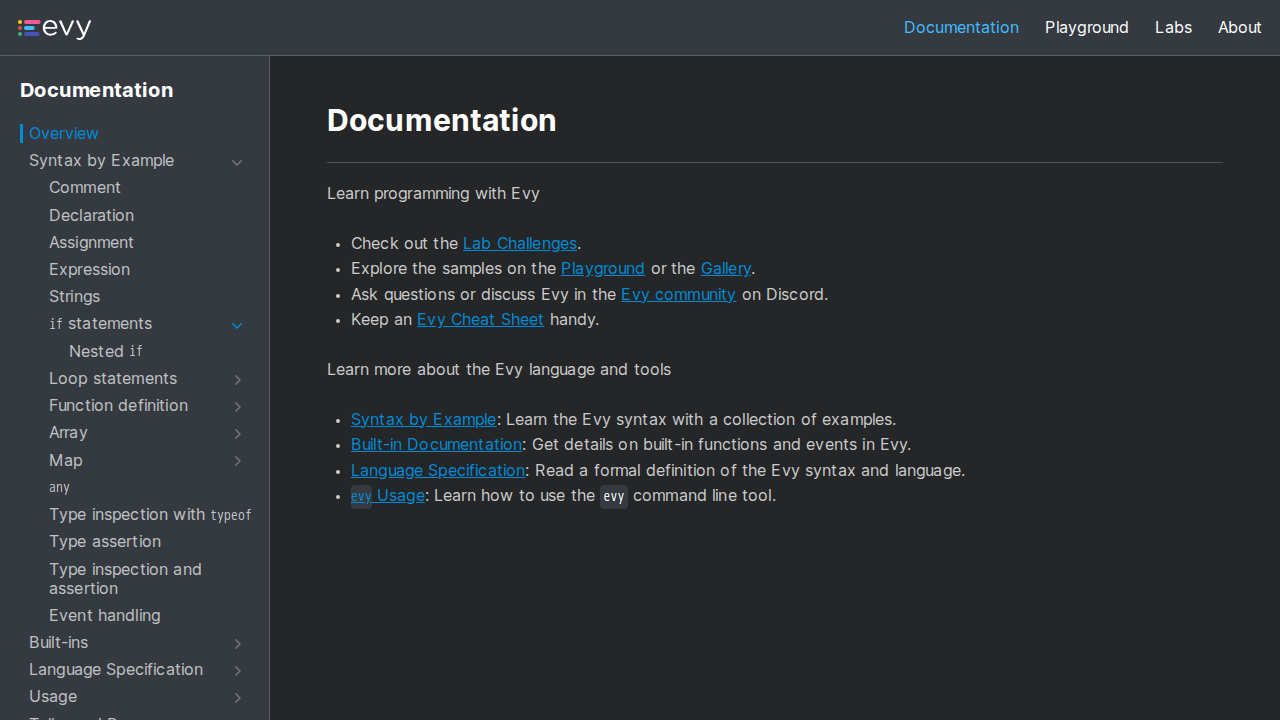 evy
Documentation
Playground
Labs
About
Documentation
Overview
Syntax by Example
Comment
Declaration
Assignment
Expression
Strings
if statements
Nested if
Loop statements
Function definition
Array
Map
any
Type inspection with typeof
Type assertion
Type inspection and
assertion
Event handling
Built-ins
Language Specification
Usage
Documentation
Learn programming with Evy
Check out the Lab Challenges.
Explore the samples on the Playground or the Gallery.
Ask questions or discuss Evy in the Evy community on Discord.
Keep an Evy Cheat Sheet handy.
Learn more about the Evy language and tools
Syntax by Example: Learn the Evy syntax with a collection of examples.
Built-in Documentation: Get details on built-in functions and events in Evy.
Language Specification: Read a formal definition of the Evy syntax and language.
evy Usage: Learn how to use the evy command line tool.